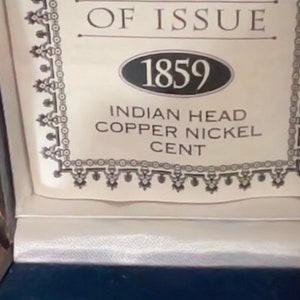 OF ISSUE
1859
INDIAN HEAD
COPPER NICKEL
CENT